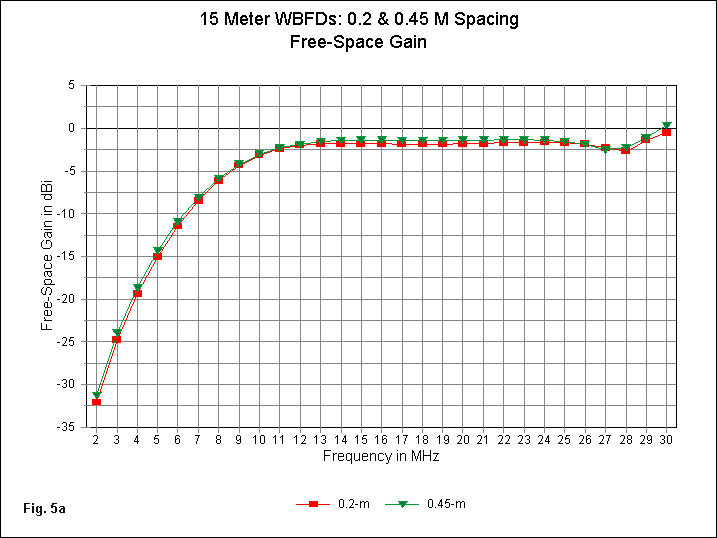 15 Meter WBFDs: 0.2 & 0.45 M Spacing
Free-Space Gain
5
0
-5
-10
-15
-20
-25
-30
-35
Free-Space Gain in dBi
2 3 4 5 6 7 8 9 10 11 12 13 14 15 16 17 18 19 20 21 22 23 24 25 26 27 28 29 30
Frequency in MHz
0.2-m 0.45-m
Fig. 5a